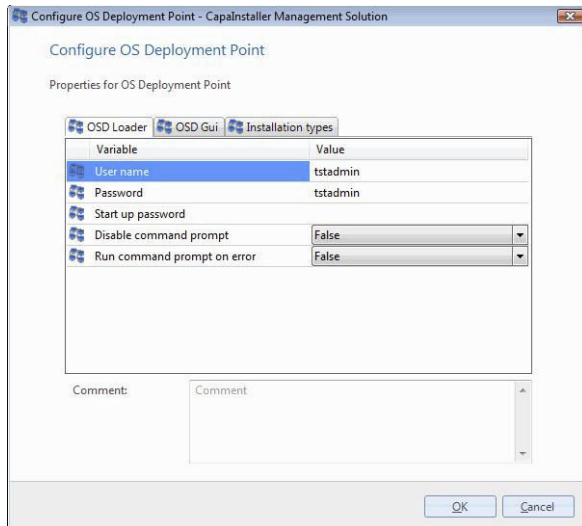 Configure OS Deployment Point - CapaInstaller Management Solution
Configure OS Deployment Point
Properties for OS Deployment Point
OSD Loader OSD Gui Installation types
Variable Value
User name tstadmin
Password tstadmin
Start up password
Disable command prompt False
Run command prompt on error False
Comment: Comment
OK Cancel